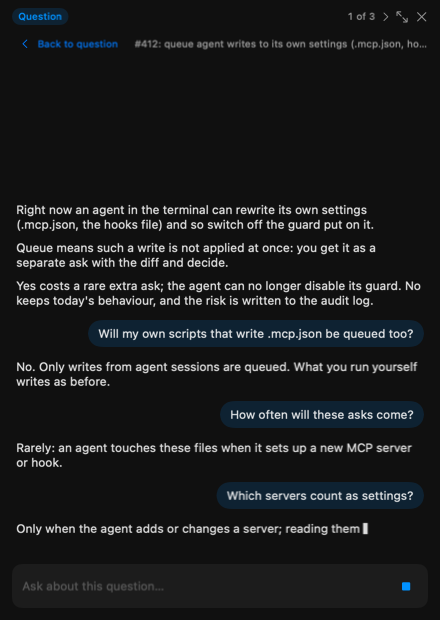 Question
1 of 3
Back to question
#412: queue agent writes to its own settings (.mcp.json, ho...
Right now an agent in the terminal can rewrite its own settings
(.mcp.json, the hooks file) and so switch off the guard put on it.
Queue means such a write is not applied at once: you get it as a
separate ask with the diff and decide.
Yes costs a rare extra ask; the agent can no longer disable its guard. No
keeps today's behaviour, and the risk is written to the audit log.
Will my own scripts that write .mcp.json be queued too?
No. Only writes from agent sessions are queued. What you run yourself
writes as before.
How often will these asks come?
Rarely: an agent touches these files when it sets up a new MCP server
or hook.
Which servers count as settings?
Only when the agent adds or changes a server; reading them
Ask about this question...